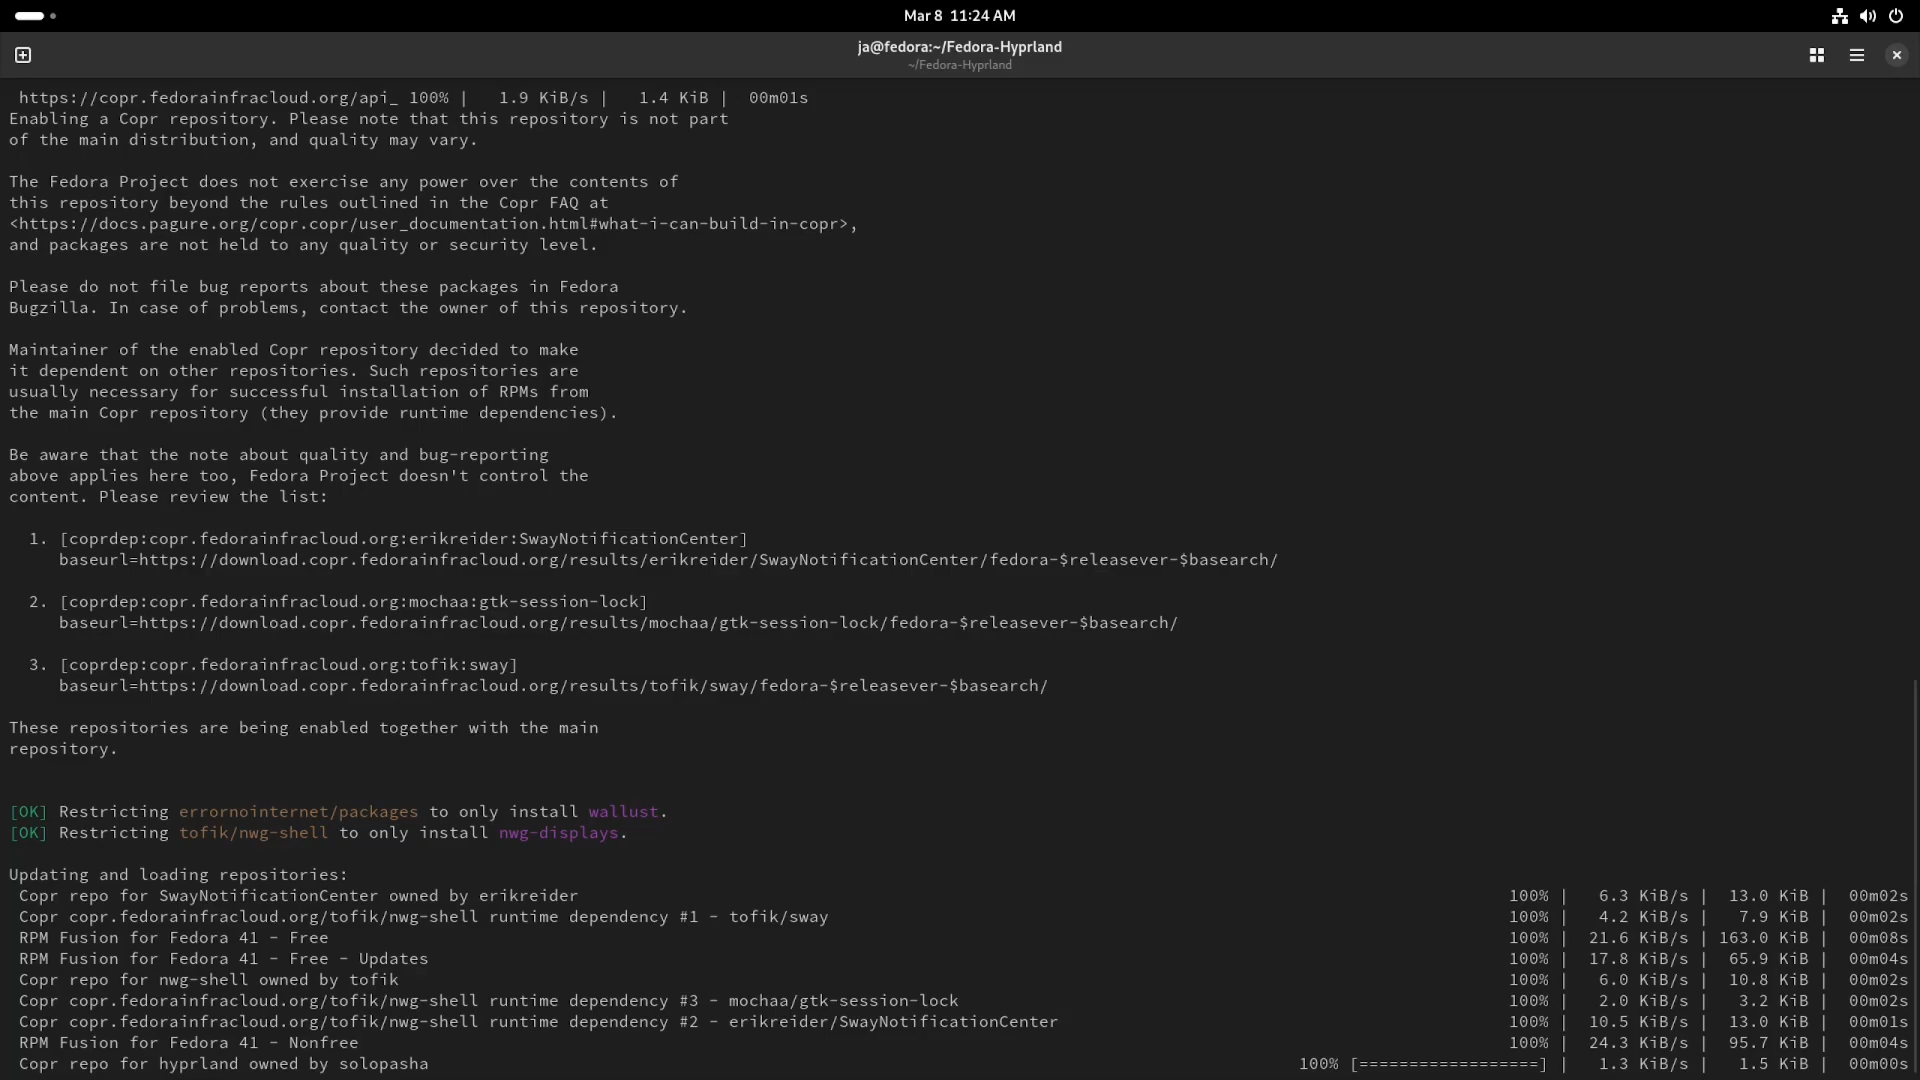 Mar 8  11:24 AM
ja@fedora:~/Fedora-Hyprland
~/Fedora-Hyprland
https://copr.fedorainfracloud.org/api_ 100% |   1.9 KiB/s |   1.4 KiB |  00m01s
Enabling a Copr repository. Please note that this repository is not part
of the main distribution, and quality may vary.
The Fedora Project does not exercise any power over the contents of
this repository beyond the rules outlined in the Copr FAQ at
<https://docs.pagure.org/copr.copr/user_documentation.html#what-i-can-build-in-copr>,
and packages are not held to any quality or security level.
Please do not file bug reports about these packages in Fedora
Bugzilla. In case of problems, contact the owner of this repository.
Maintainer of the enabled Copr repository decided to make
it dependent on other repositories. Such repositories are
usually necessary for successful installation of RPMs from
the main Copr repository (they provide runtime dependencies).
Be aware that the note about quality and bug-reporting
above applies here too, Fedora Project doesn't control the
content. Please review the list:
1. [coprdep:copr.fedorainfracloud.org:erikreider:SwayNotificationCenter]
baseurl=https://download.copr.fedorainfracloud.org/results/erikreider/SwayNotificationCenter/fedora-$releasever-$basearch/
2. [coprdep:copr.fedorainfracloud.org:mochaa:gtk-session-lock]
baseurl=https://download.copr.fedorainfracloud.org/results/mochaa/gtk-session-lock/fedora-$releasever-$basearch/
3. [coprdep:copr.fedorainfracloud.org:tofik:sway]
baseurl=https://download.copr.fedorainfracloud.org/results/tofik/sway/fedora-$releasever-$basearch/
These repositories are being enabled together with the main
repository.
[OK] Restricting errornointernet/packages to only install wallust.
[OK] Restricting tofik/nwg-shell to only install nwg-displays.
Updating and loading repositories:
Copr repo for SwayNotificationCenter owned by erikreider 100% |   6.3 KiB/s |  13.0 KiB |  00m02s
Copr copr.fedorainfracloud.org/tofik/nwg-shell runtime dependency #1 - tofik/sway 100% |   4.2 KiB/s |   7.9 KiB |  00m02s
RPM Fusion for Fedora 41 - Free 100% |  21.6 KiB/s | 163.0 KiB |  00m08s
RPM Fusion for Fedora 41 - Free - Updates 100% |  17.8 KiB/s |  65.9 KiB |  00m04s
Copr repo for nwg-shell owned by tofik 100% |   6.0 KiB/s |  10.8 KiB |  00m02s
Copr copr.fedorainfracloud.org/tofik/nwg-shell runtime dependency #3 - mochaa/gtk-session-lock 100% |   2.0 KiB/s |   3.2 KiB |  00m02s
Copr copr.fedorainfracloud.org/tofik/nwg-shell runtime dependency #2 - erikreider/SwayNotificationCenter 100% |  10.5 KiB/s |  13.0 KiB |  00m01s
RPM Fusion for Fedora 41 - Nonfree 100% |  24.3 KiB/s |  95.7 KiB |  00m04s
Copr repo for hyprland owned by solopasha 100% [==================] |   1.3 KiB/s |   1.5 KiB |  00m00s